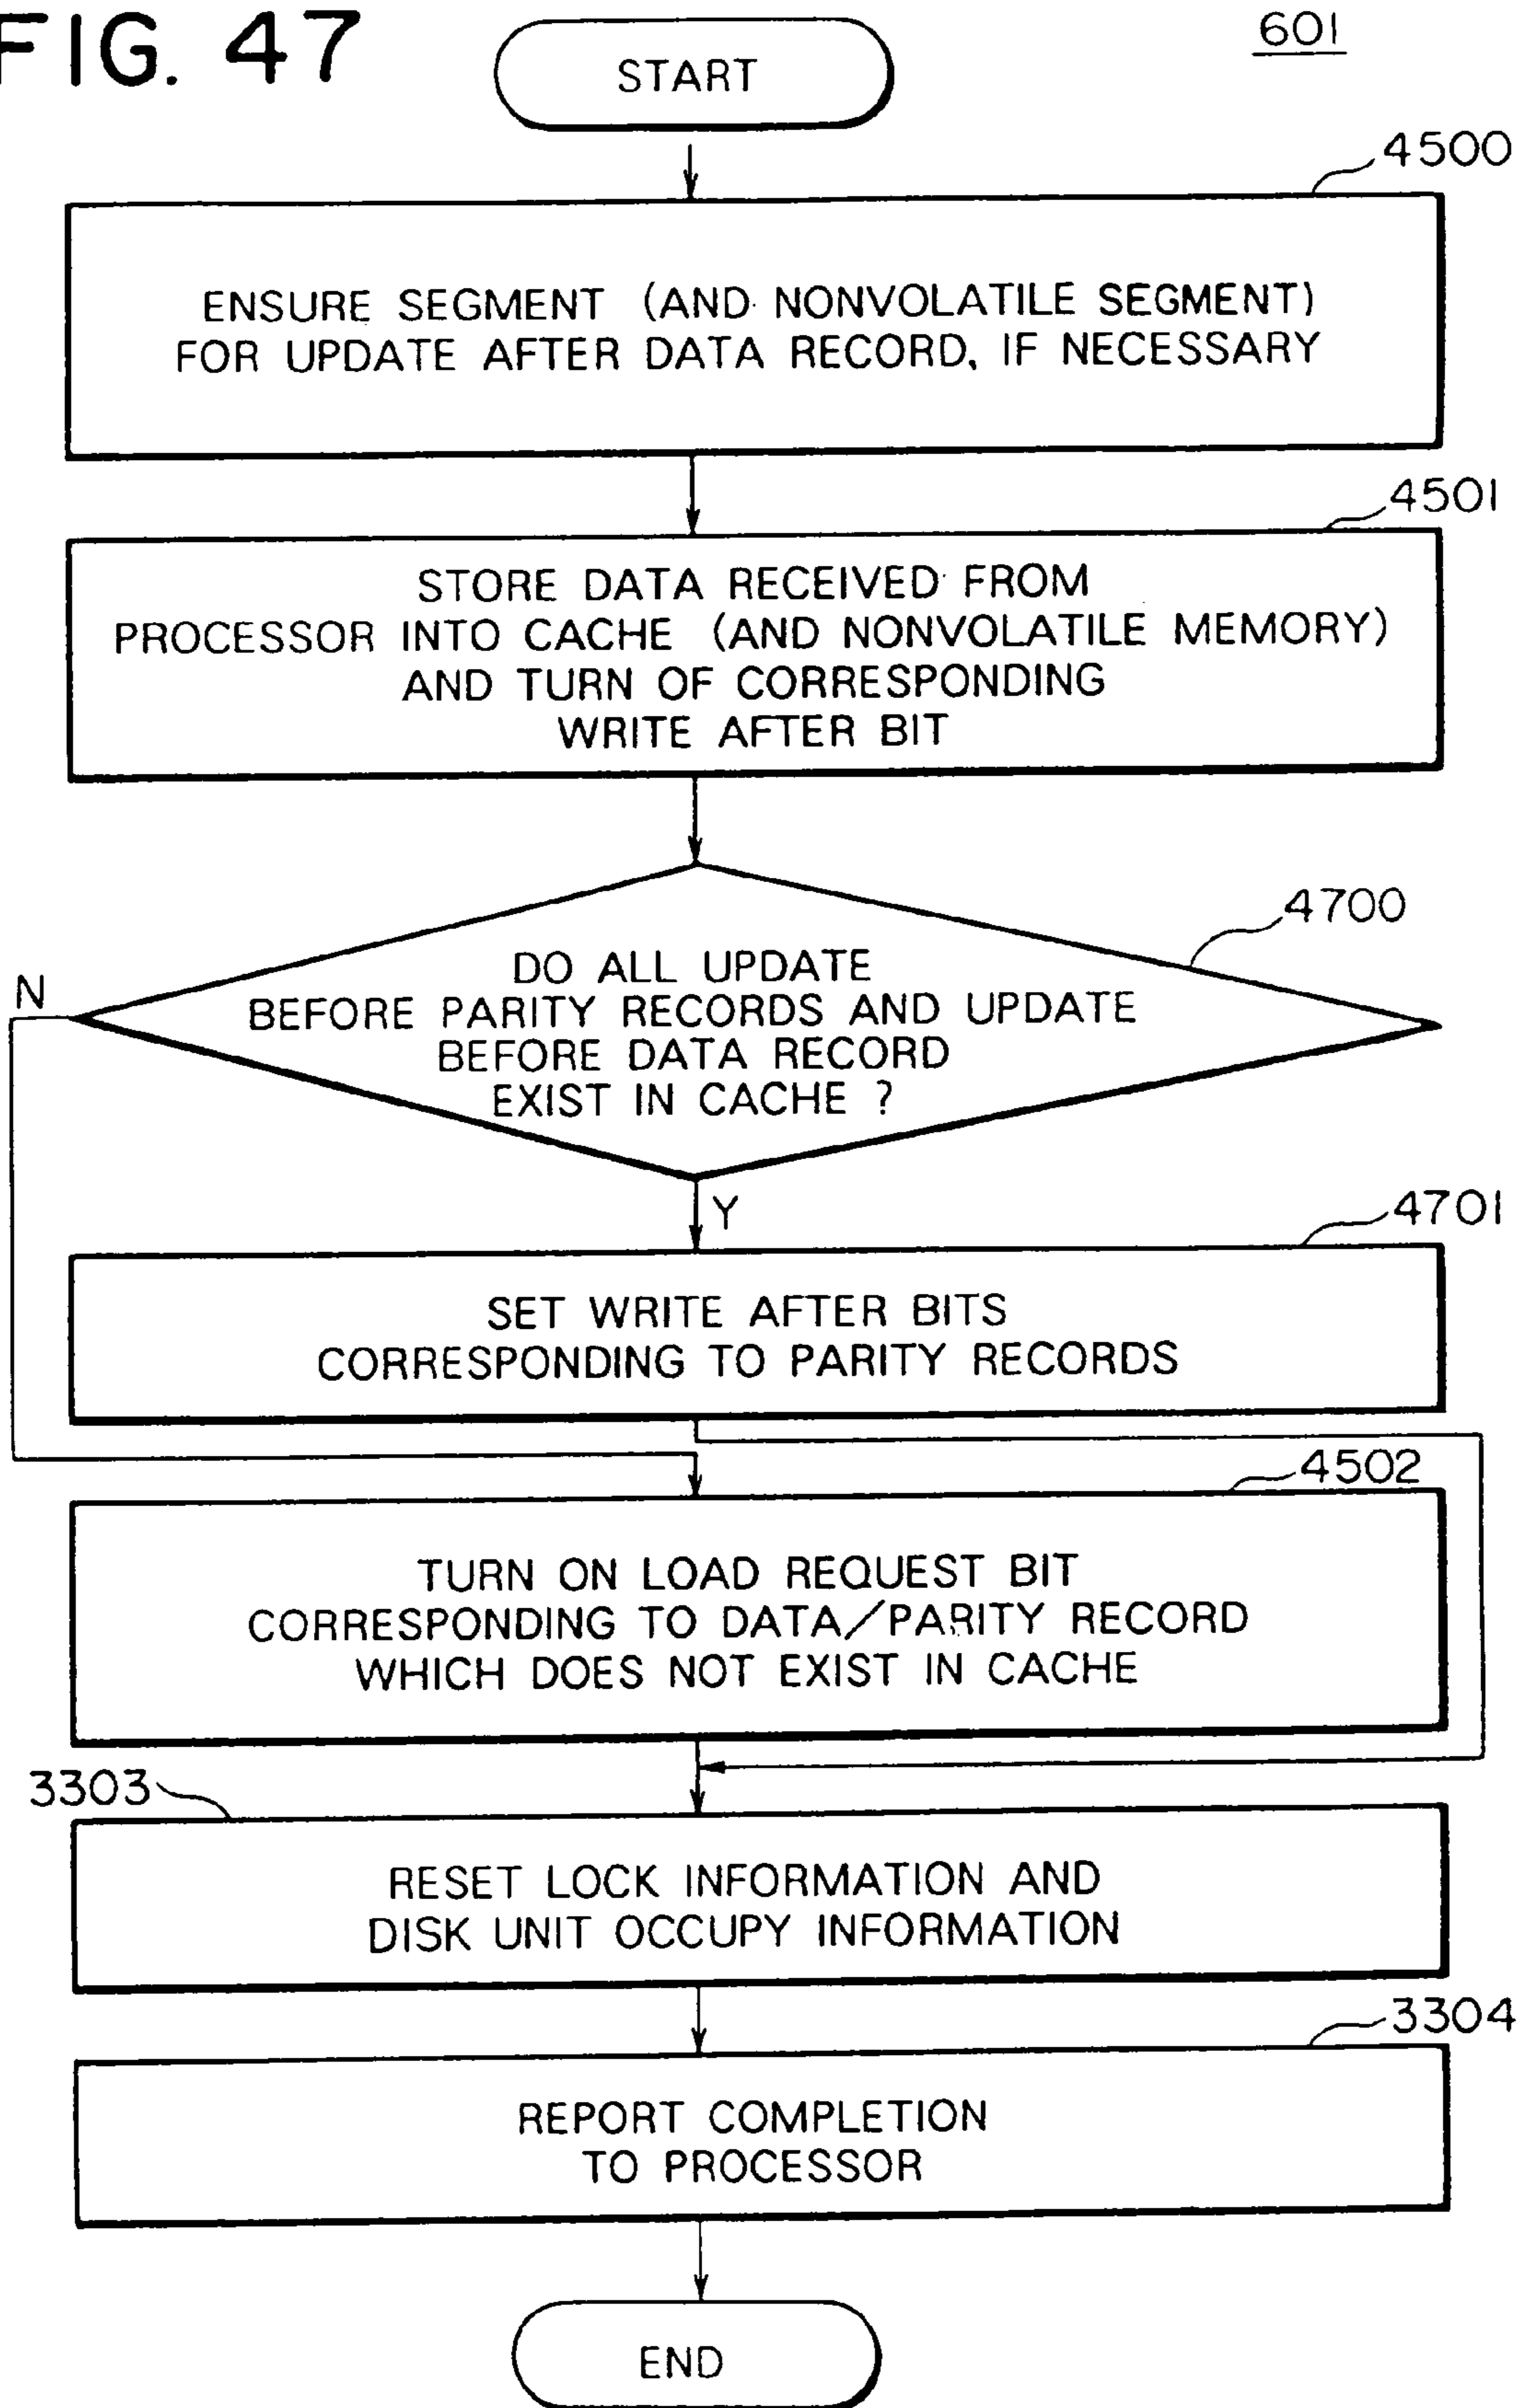 FIG. 47
601
START
4500
ENSURE SEGMENT (AND NONVOLATILE SEGMENT)
FOR UPDATE AFTER DATA RECORD, IF NECESSARY
4501
STORE DATA RECEIVED FROM
PROCESSOR INTO CACHE (AND NONVOLATILE MEMORY)
AND TURN OF CORRESPONDING
WRITE AFTER BIT
4700
DO ALL UPDATE
BEFORE PARITY RECORDS AND UPDATE
BEFORE DATA RECORD
EXIST IN CACHE ?
N
Y
4701
SET WRITE AFTER BITS
CORRESPONDING TO PARITY RECORDS
4502
TURN ON LOAD REQUEST BIT
CORRESPONDING TO DATA/PARITY RECORD
WHICH DOES NOT EXIST IN CACHE
3303
RESET LOCK INFORMATION AND
DISK UNIT OCCUPY INFORMATION
3304
REPORT COMPLETION
TO PROCESSOR
END